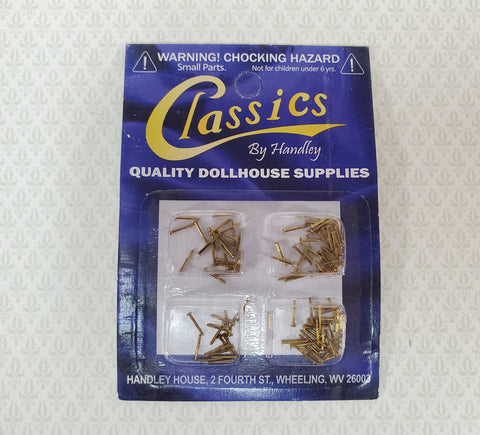 WARNING! CHOCKING HAZARD
Small Parts. Not for children under 6 yrs.
Classics
By Handley
QUALITY DOLLHOUSE SUPPLIES
HANDLEY HOUSE, 2 FOURTH ST., WHEELING, WV 26003